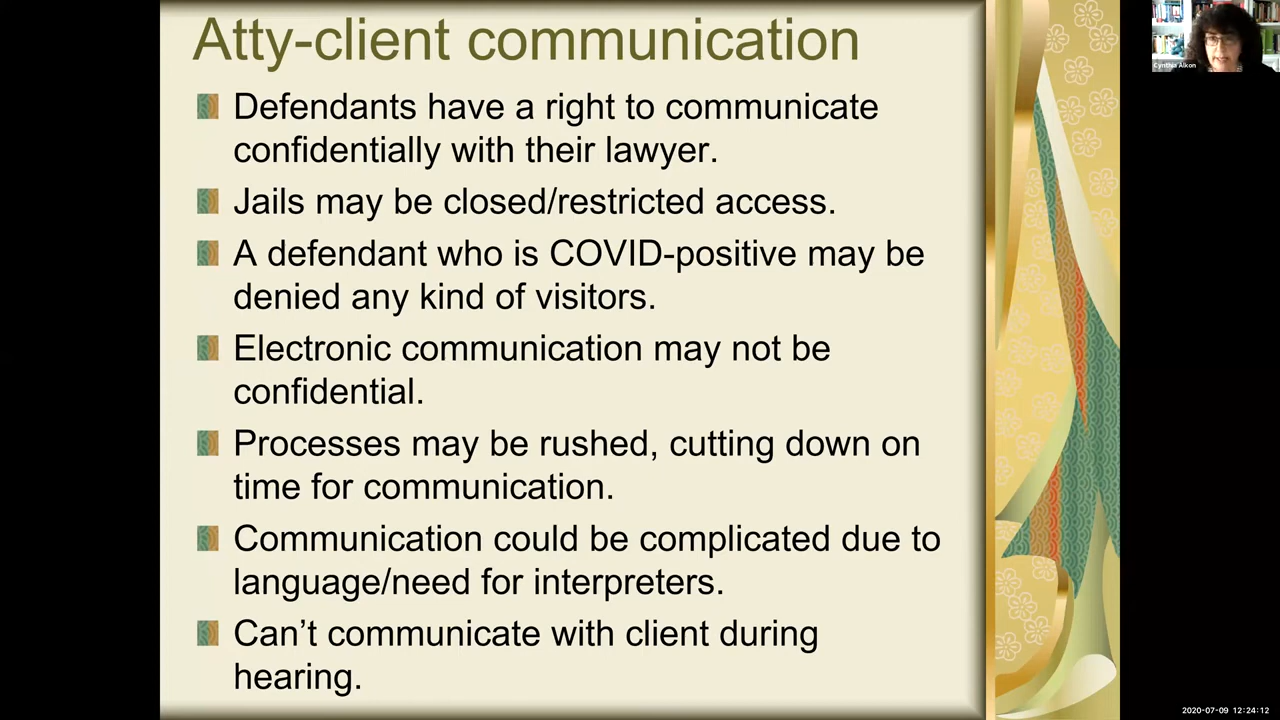 Atty-client communication
Defendants have a right to communicate
confidentially with their lawyer.
Jails may be closed/restricted access.
A defendant who is COVID-positive may be
denied any kind of visitors.
Electronic communication may not be
confidential.
Processes may be rushed, cutting down on
time for communication.
Communication could be complicated due to
language/need for interpreters.
Can’t communicate with client during
hearing.
Cynthia Alkon
2020-07-09 12:24:12